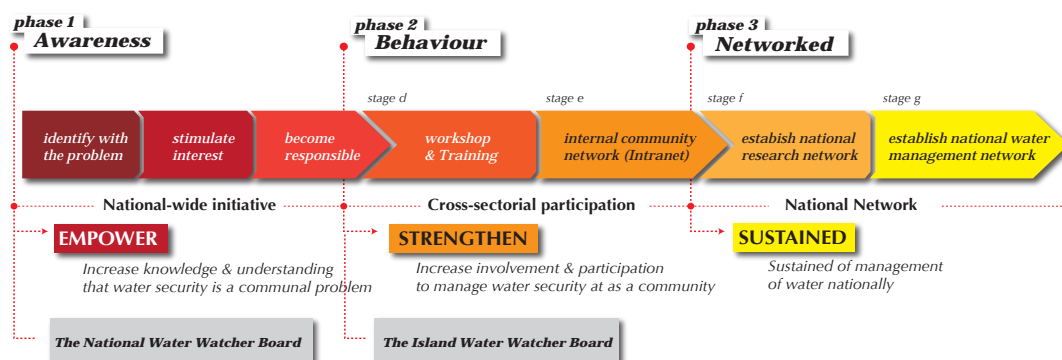 phase 1
Awareness
phase 2
Behaviour
phase 3
Networked
stage d
stage e
stage f
stage g
identify with
the problem
stimulate
interest
become
responsible
workshop
& Training
internal community
network (Intranet)
estabish national
research network
establish national water
management network
National-wide initiative
Cross-sectorial participation
National Network
EMPOWER
Increase knowledge & understanding
that water security is a communal problem
STRENGTHEN
Increase involvement & participation
to manage water security at as a community
SUSTAINED
Sustained of management
of water nationally
The National Water Watcher Board
The Island Water Watcher Board